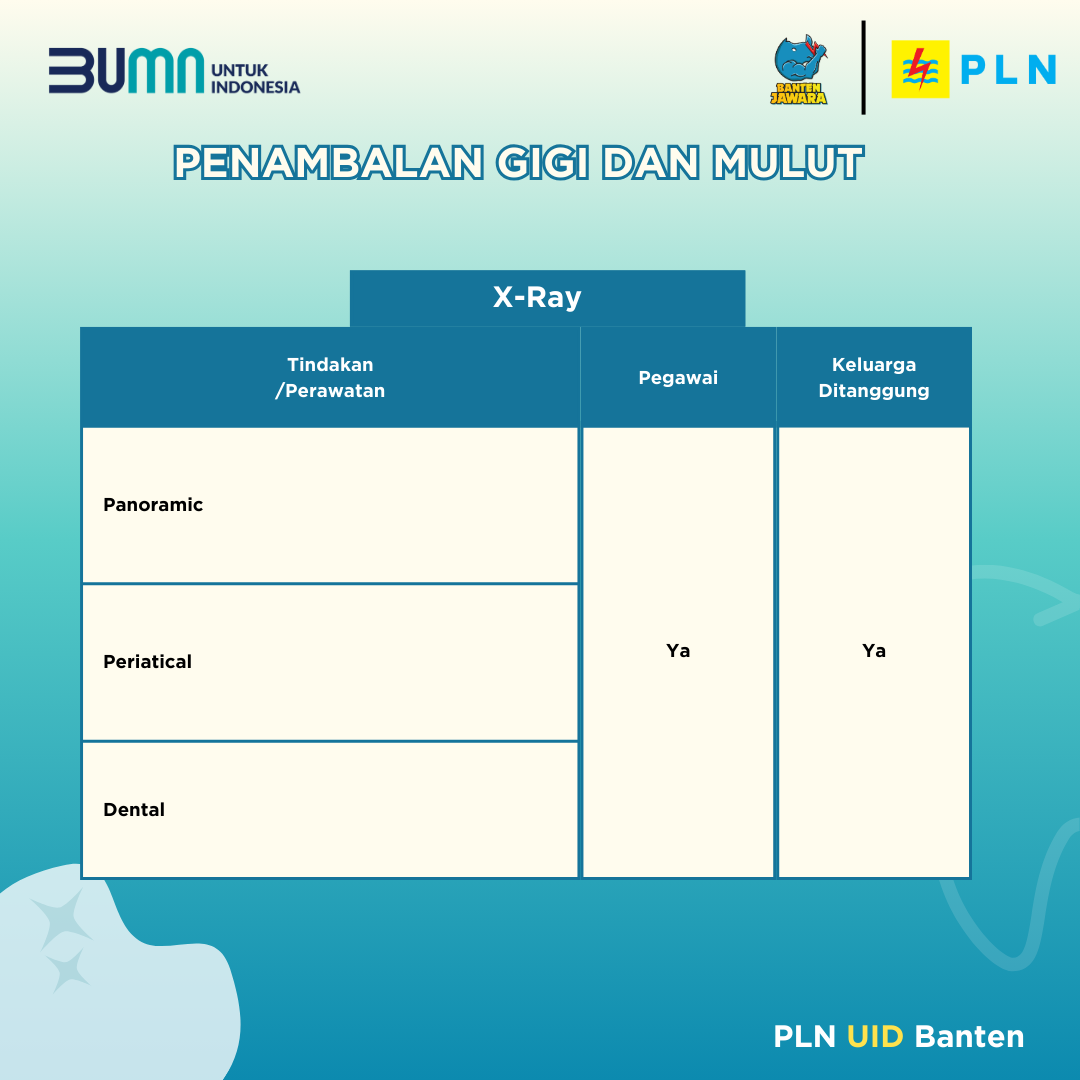 BUMN UNTUK
INDONESIA
BANTEN
JAWARA
PLN
PENAMBALAN GIGI DAN MULUT
X-Ray
Tindakan
/Perawatan
Pegawai
Keluarga
Ditanggung
Panoramic
Periatical
Dental
Ya
Ya
PLN UID Banten